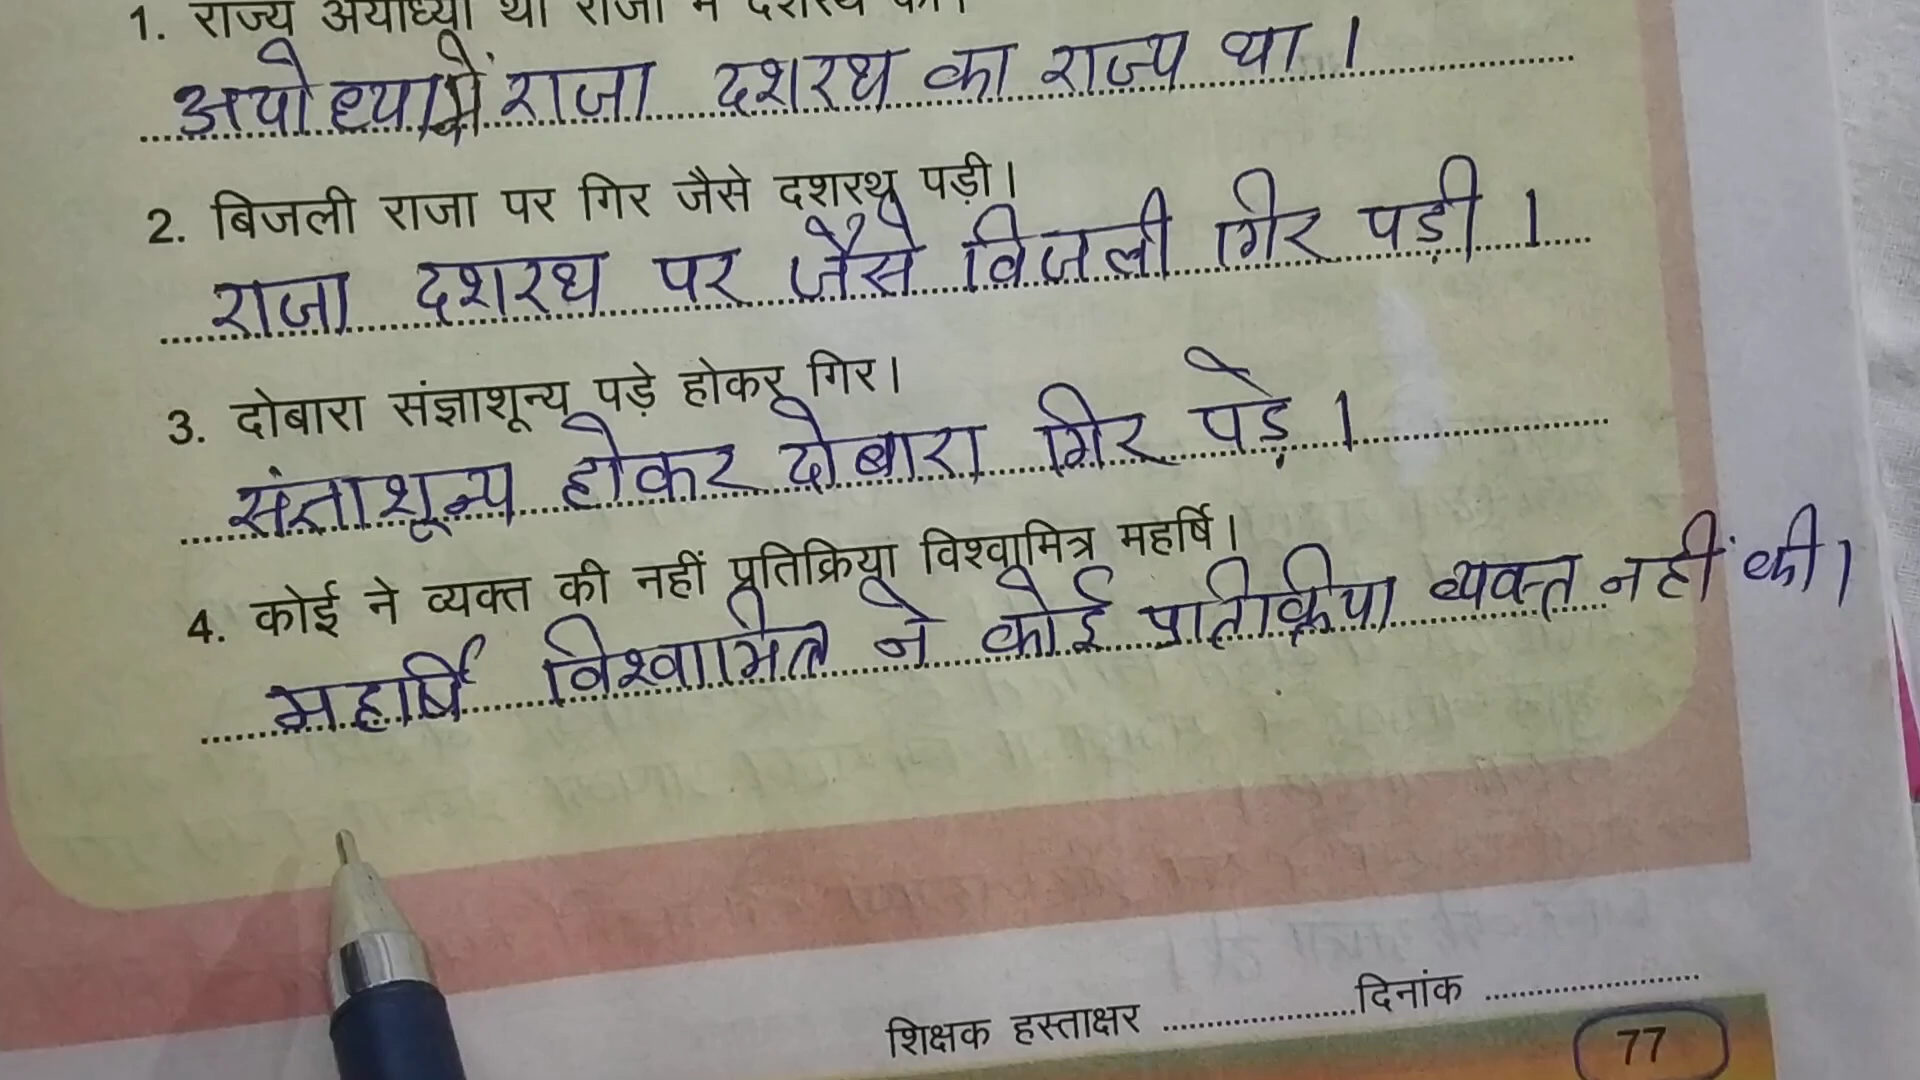 1. राज्य अयोध्या था राजा में दशरथ का।
अयोध्या में राजा दशरथ का राज्य था।
2. बिजली राजा पर गिर जैसे दशरथ पड़ी।
राजा दशरथ पर जैसे विजली गिर पड़ी।
3. दोबारा संज्ञाशून्य पड़े होकर गिर।
संताशून्य होकर दोबारा गिर पड़े।
4. कोई ने व्यक्त की नहीं प्रतिक्रिया विश्वामित्र महर्षि।
महार्षि विश्वामित ने कोई प्रतिक्रिया व्यक्त नहीं की।
शिक्षक हस्ताक्षर ....................दिनांक ......................
77